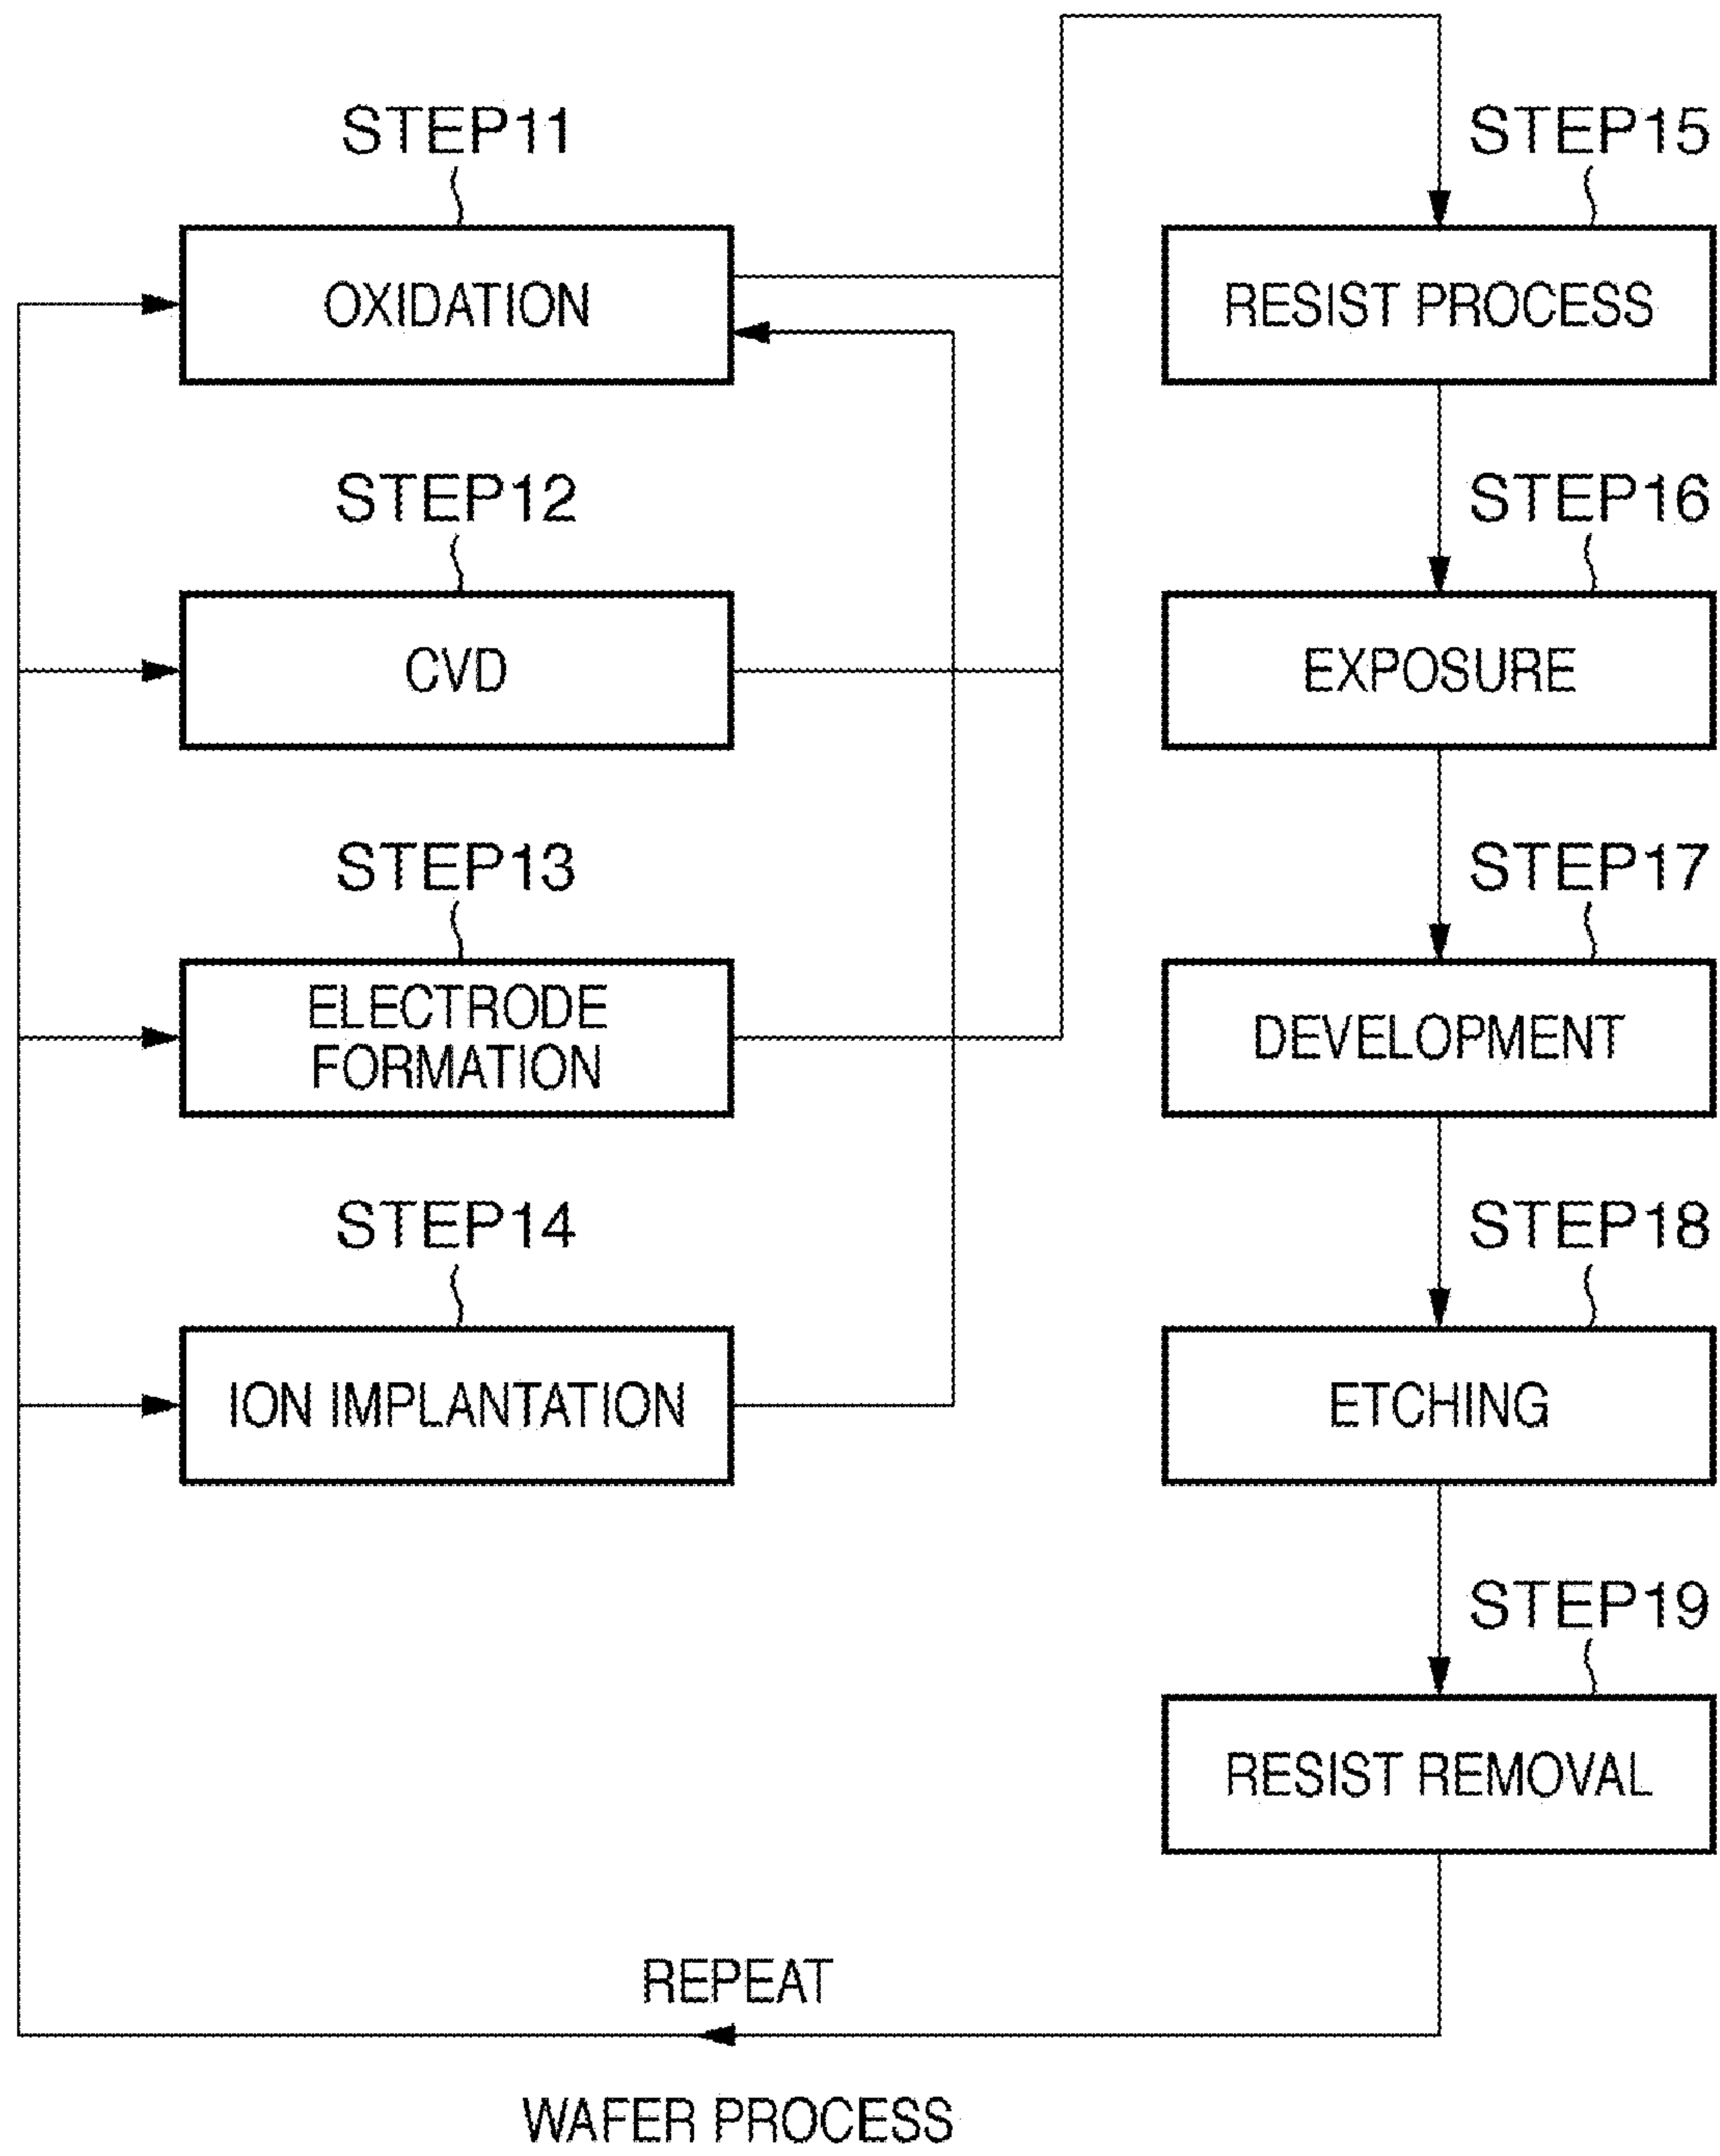 STEP11
OXIDATION
STEP12
CVD
STEP13
ELECTRODE
FORMATION
STEP14
ION IMPLANTATION
STEP15
RESIST PROCESS
STEP16
EXPOSURE
STEP17
DEVELOPMENT
STEP18
ETCHING
STEP19
RESIST REMOVAL
REPEAT
WAFER PROCESS